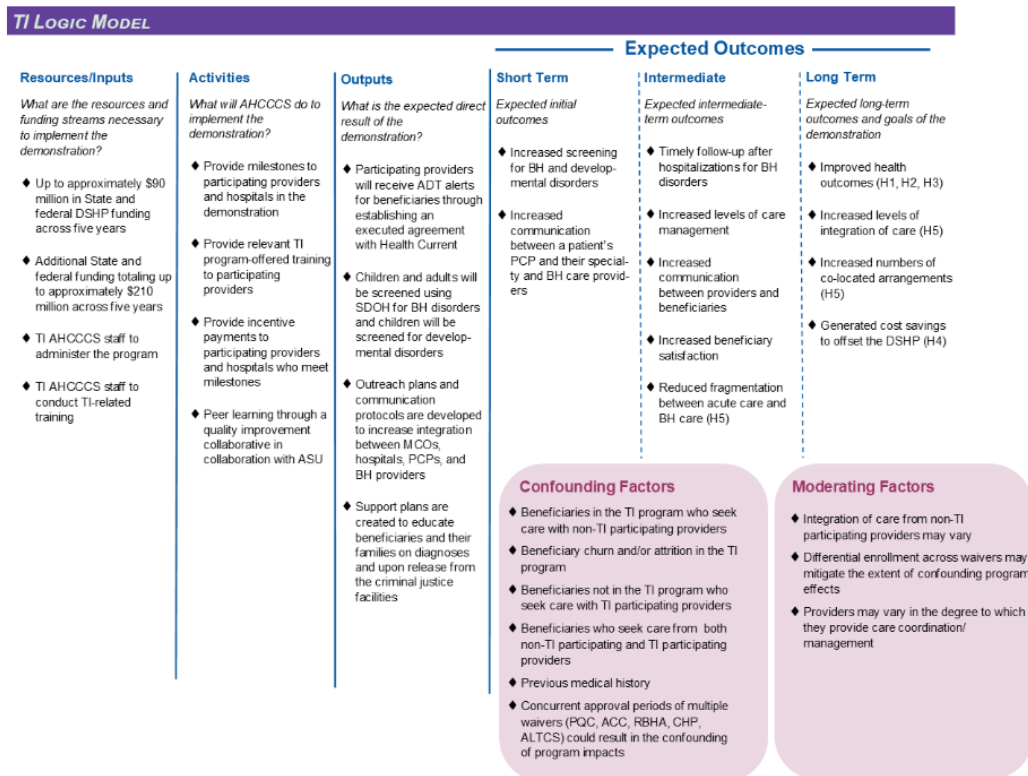 TI LOGIC MODEL
Expected Outcomes
Resources/Inputs
What are the resources and
funding streams necessary
to implement the
demonstration?
♦ Up to approximately $90
million in State and
federal DSHP funding
across five years
♦ Additional State and
federal funding totaling up
to approximately $210
million across five years
♦ TI AHCCCS staff to
administer the program
♦ TI AHCCCS staff to
conduct TI-related
training
Activities
What will AHCCCS do to
implement the
demonstration?
♦ Provide milestones to
participating providers
and hospitals in the
demonstration
♦ Provide relevant TI
program-offered training
to participating
providers
♦ Provide incentive
payments to
participating providers
and hospitals who meet
milestones
♦ Peer learning through a
quality improvement
collaborative in
collaboration with ASU
Outputs
What is the expected direct
result of the
demonstration?
♦ Participating providers
will receive ADT alerts
for beneficiaries through
establishing an
executed agreement
with Health Current
♦ Children and adults will
be screened using
SDOH for BH disorders
and children will be
screened for develop-
mental disorders
♦ Outreach plans and
communication
protocols are developed
to increase integration
between MCOs,
hospitals, PCPs, and
BH providers
♦ Support plans are
created to educate
beneficiaries and their
families on diagnoses
and upon release from
the criminal justice
facilities
Short Term
Expected initial
outcomes
♦ Increased screening
for BH and develop-
mental disorders
♦ Increased
communication
between a patient's
PCP and their special-
ty and BH care provid-
ers
Intermediate
Expected intermediate-
term outcomes
♦ Timely follow-up after
hospitalizations for BH
disorders
♦ Increased levels of care
management
♦ Increased
communication
between providers and
beneficiaries
♦ Increased beneficiary
satisfaction
♦ Reduced fragmentation
between acute care and
BH care (H5)
Long Term
Expected long-term
outcomes and goals of the
demonstration
♦ Improved health
outcomes (H1, H2, H3)
♦ Increased levels of
integration of care (H5)
♦ Increased numbers of
co-located arrangements
(H5)
♦ Generated cost savings
to offset the DSHP (H4)
Confounding Factors
♦ Beneficiaries in the TI program who seek
care with non-TI participating providers
♦ Beneficiary churn and/or attrition in the TI
program
♦ Beneficiaries not in the TI program who
seek care with TI participating providers
♦ Beneficiaries who seek care from both
non-TI participating and TI participating
providers
♦ Previous medical history
♦ Concurrent approval periods of multiple
waivers (PQC, ACC, RBHA, CHP,
ALTCS) could result in the confounding
of program impacts
Moderating Factors
♦ Integration of care from non-TI
participating providers may vary
♦ Differential enrollment across waivers may
mitigate the extent of confounding program
effects
♦ Providers may vary in the degree to which
they provide care coordination/
management